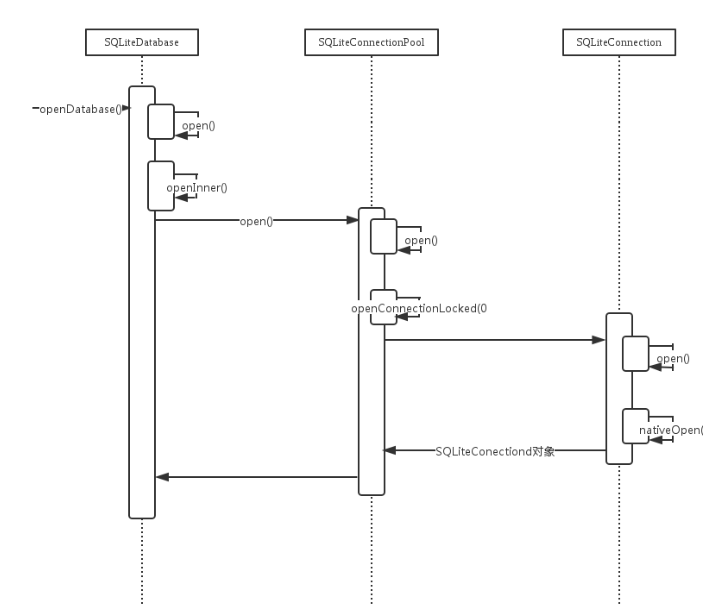 SQLiteDatabase
SQLiteConnectionPool
SQLiteConnection
openDatabase()
open()
openInner()
open()
open()
openConnectionLocked(0
open()
nativeOpen(
SQLiteConectiond对象